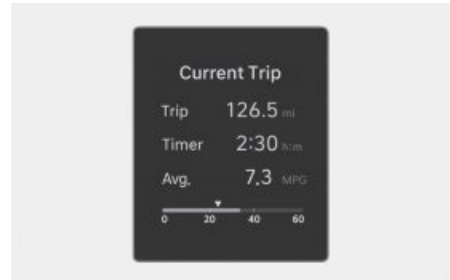 Current Trip
Trip 126.5 mi
Timer 2:30 h:m
Avg. 7.3 MPG
0 20 40 60